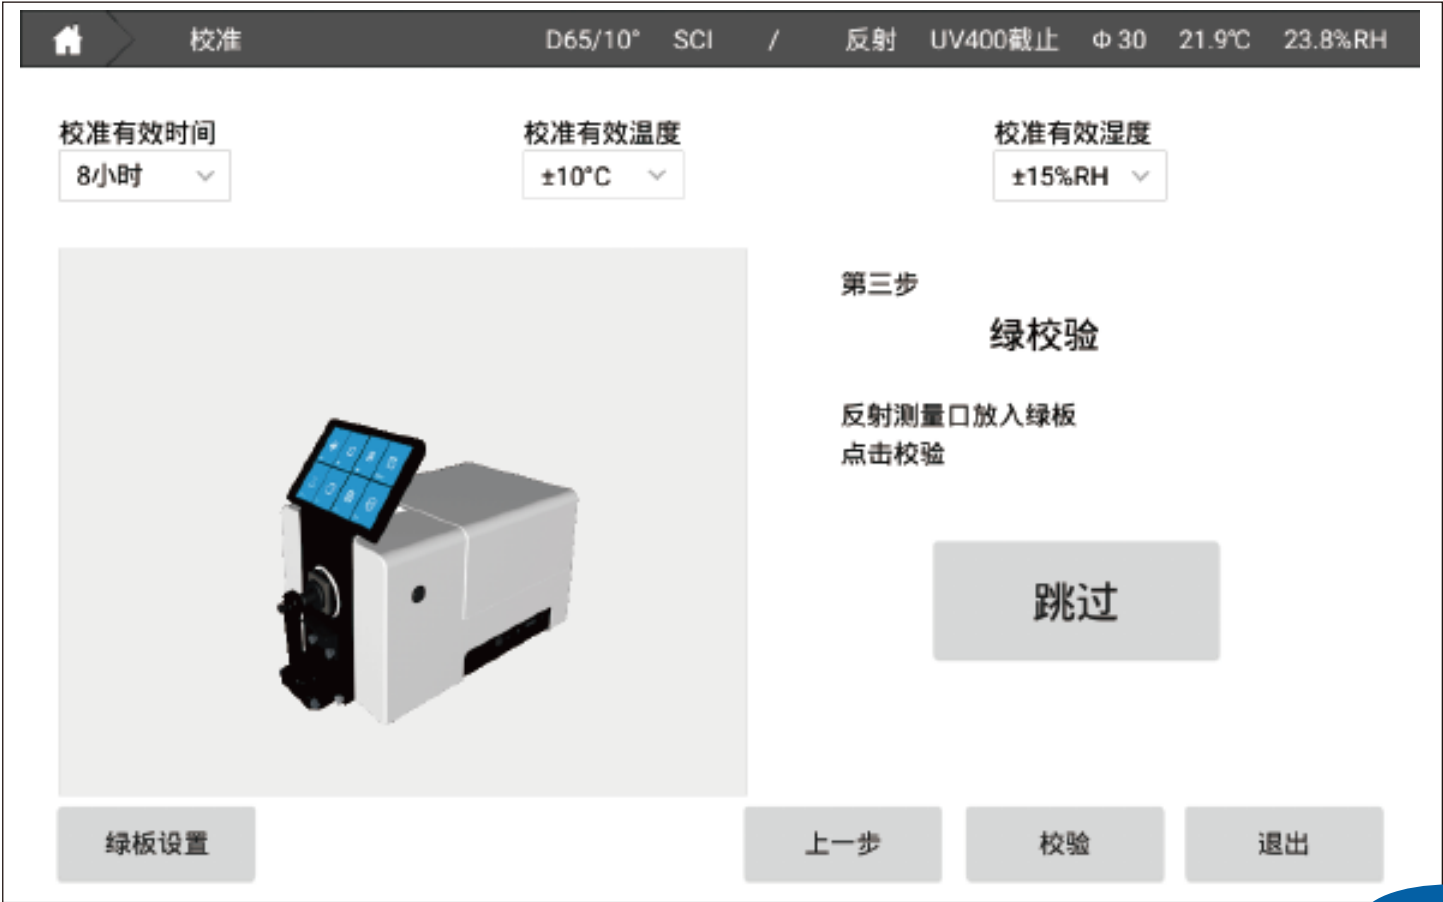 校准 D65/10° SCI / 反射 UV400截止 Φ30 21.9℃ 23.8%RH
校准有效时间 校准有效温度 校准有效湿度
8小时 ±10°C ±15%RH
第三步
绿校验
反射测量口放入绿板
点击校验
跳过
绿板设置 上一步 校验 退出